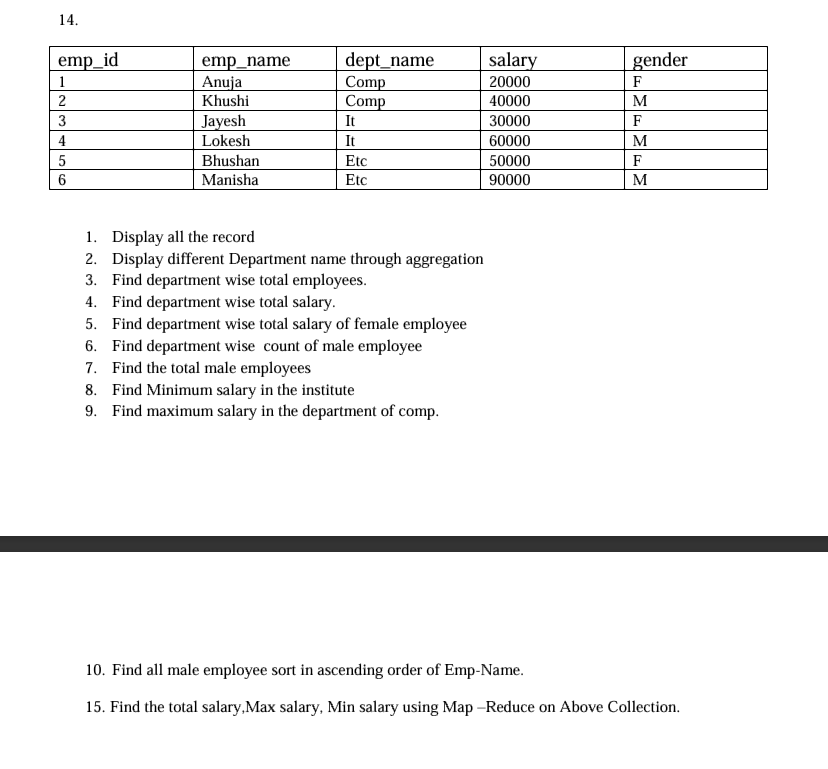 14.
emp_id emp_name dept_name salary gender
1 Anuja Comp 20000 F
2 Khushi Comp 40000 M
3 Jayesh It 30000 F
4 Lokesh It 60000 M
5 Bhushan Etc 50000 F
6 Manisha Etc 90000 M
1. Display all the record
2. Display different Department name through aggregation
3. Find department wise total employees.
4. Find department wise total salary.
5. Find department wise total salary of female employee
6. Find department wise count of male employee
7. Find the total male employees
8. Find Minimum salary in the institute
9. Find maximum salary in the department of comp.
10. Find all male employee sort in ascending order of Emp-Name.
15. Find the total salary,Max salary, Min salary using Map –Reduce on Above Collection.